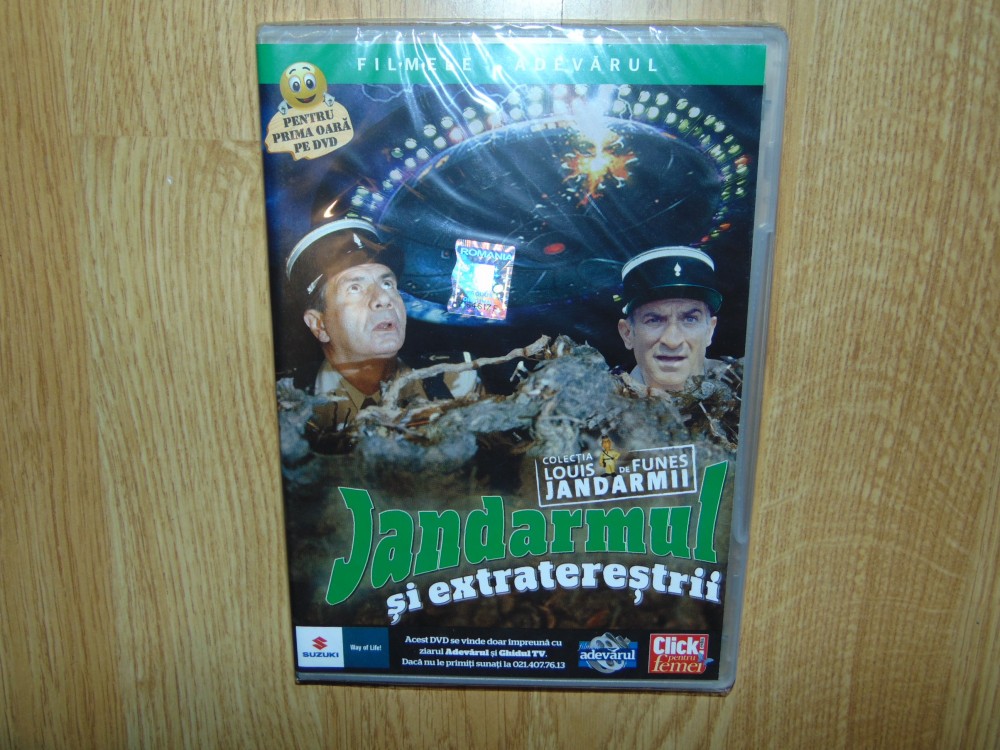 FILMELE ADEVĂRUL
PENTRU
PRIMA OARĂ
PE DVD
ROMANIA
COLECȚIA
LOUIS DE FUNES
JANDARMII
Jandarmul
și extratereștrii
SUZUKI
Way of Life!
Acest DVD se vinde doar împreună cu
ziarul Adevărul și Ghidul TV.
Dacă nu le primiți sunați la 021.407.76.13
adevărul
Click!
pentru
femei